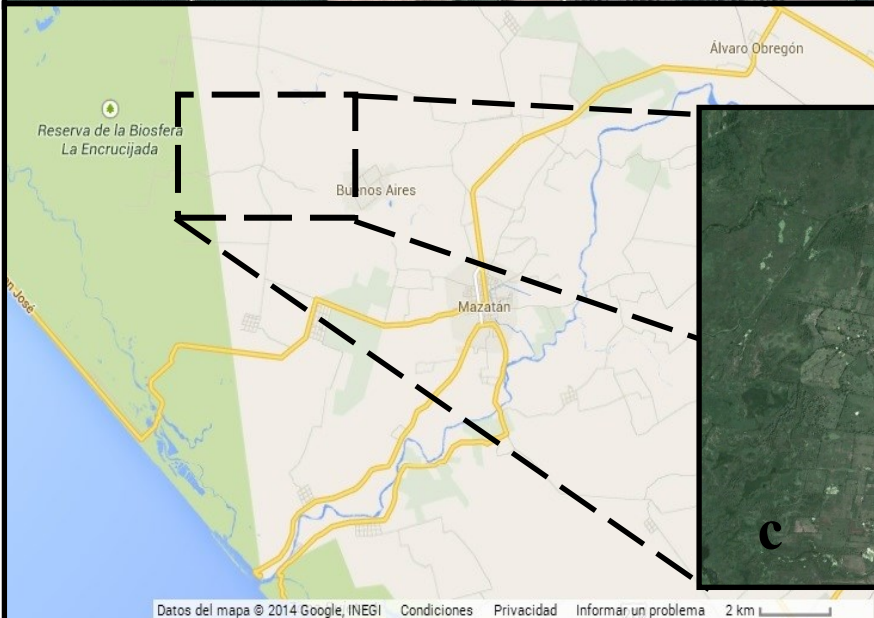 Álvaro Obregón
Reserva de la Biosfera
La Encrucijada
Buenos Aires
Mazatán
n José
c
Datos del mapa © 2014 Google, INEGI Condiciones Privacidad Informar un problema 2 km